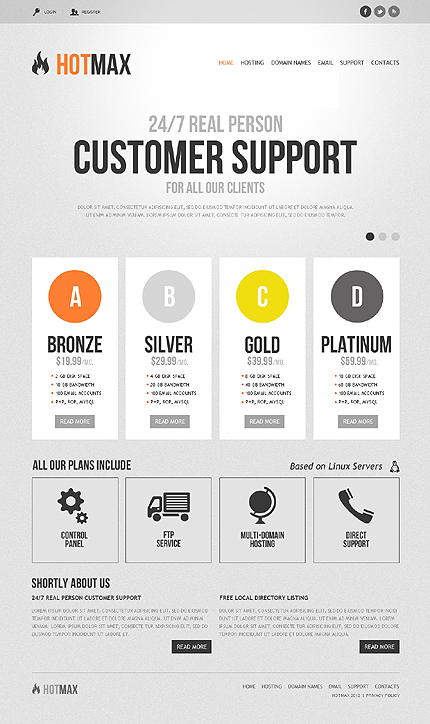 LOGIN REGISTER
HOTMAX
HOME HOSTING DOMAIN NAMES EMAIL SUPPORT CONTACTS
24/7 REAL PERSON
CUSTOMER SUPPORT
FOR ALL OUR CLIENTS
DOLOR SIT AMET, CONSECTETUR ADIPISICING ELIT, SED DO EIUSMOD TEMPOR INCIDIDUNT UT LABORE ET DOLORE MAGNA ALIQUA.
UT ENIM AD MINIM VENIAM. LOREM IPSUM DOLOR SIT AMET, CONSECTE TUR ADIPISICING ELIT, SED DO EIUSMOD TEMPOR.
A
BRONZE
$19.99/MO.
2 GB DISK SPACE
10 GB BANDWIDTH
100 EMAIL ACCOUNTS
PHP, ROR, MYSQL
READ MORE
B
SILVER
$29.99/MO.
4 GB DISK SPACE
20 GB BANDWIDTH
100 EMAIL ACCOUNTS
PHP, ROR, MYSQL
READ MORE
C
GOLD
$39.99/MO.
8 GB DISK SPACE
40 GB BANDWIDTH
100 EMAIL ACCOUNTS
PHP, ROR, MYSQL
READ MORE
D
PLATINUM
$59.99/MO.
10 GB DISK SPACE
60 GB BANDWIDTH
100 EMAIL ACCOUNTS
PHP, ROR, MYSQL
READ MORE
ALL OUR PLANS INCLUDE
Based on Linux Servers
CONTROL
PANEL
FTP
SERVICE
MULTI-DOMAIN
HOSTING
DIRECT
SUPPORT
SHORTLY ABOUT US
24/7 REAL PERSON CUSTOMER SUPPORT
LOREM IPSUM DOLOR SIT AMET, CONSECTETUR ADIPISICING ELIT, SED DO EIUSMOD
TEMPOR INCIDIDUNT UT LABORE ET DOLORE MAGNA ALIQUA. UT ENIM AD MINIM
VENIAM. LOREM IPSUM DOLOR SIT AMET, CONSECTETUR ADIPISICING ELIT, SED DO
EIUSMOD TEMPOR INCIDIDUNT UT LABORE ET.
READ MORE
FREE LOCAL DIRECTORY LISTING
LOREM IPSUM DOLOR SIT AMET, CONSECTETUR ADIPISICING ELIT, SED DO EIUSMOD
TEMPOR INCIDIDUNT UT LABORE ET DOLORE MAGNA ALIQUA. UT ENIM AD MINIM
VENIAM. LOREM IPSUM DOLOR SIT AMET, CONSECTETUR ADIPISICING ELIT, SED DO
EIUSMOD TEMPOR INCIDIDUNT UT LABORE ET DOLORE MAGNA.
READ MORE
HOTMAX
HOME HOSTING DOMAIN NAMES EMAIL SUPPORT CONTACTS
HOTMAX 2012 | PRIVACY POLICY